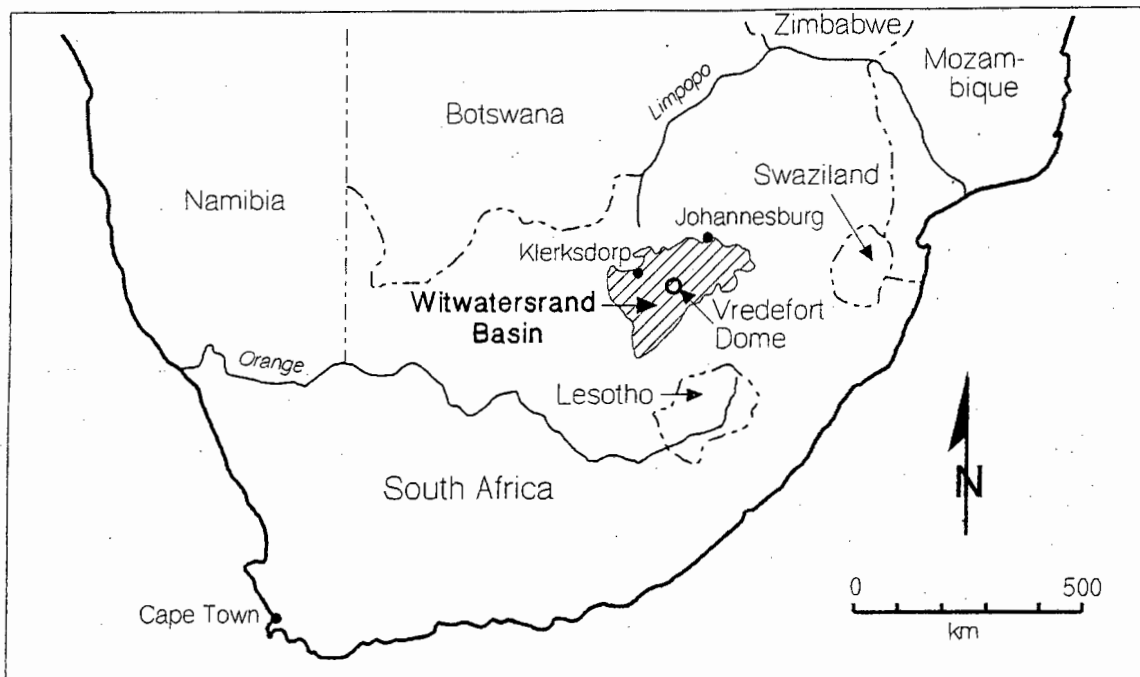 Zimbabwe
Mozam-
bique
Limpopo
Botswana
Namibia
Swaziland
Johannesburg
Klerksdorp
Witwatersrand
Basin
Vredefort
Dome
Orange
Lesotho
South Africa
N
Cape Town
0 500
km